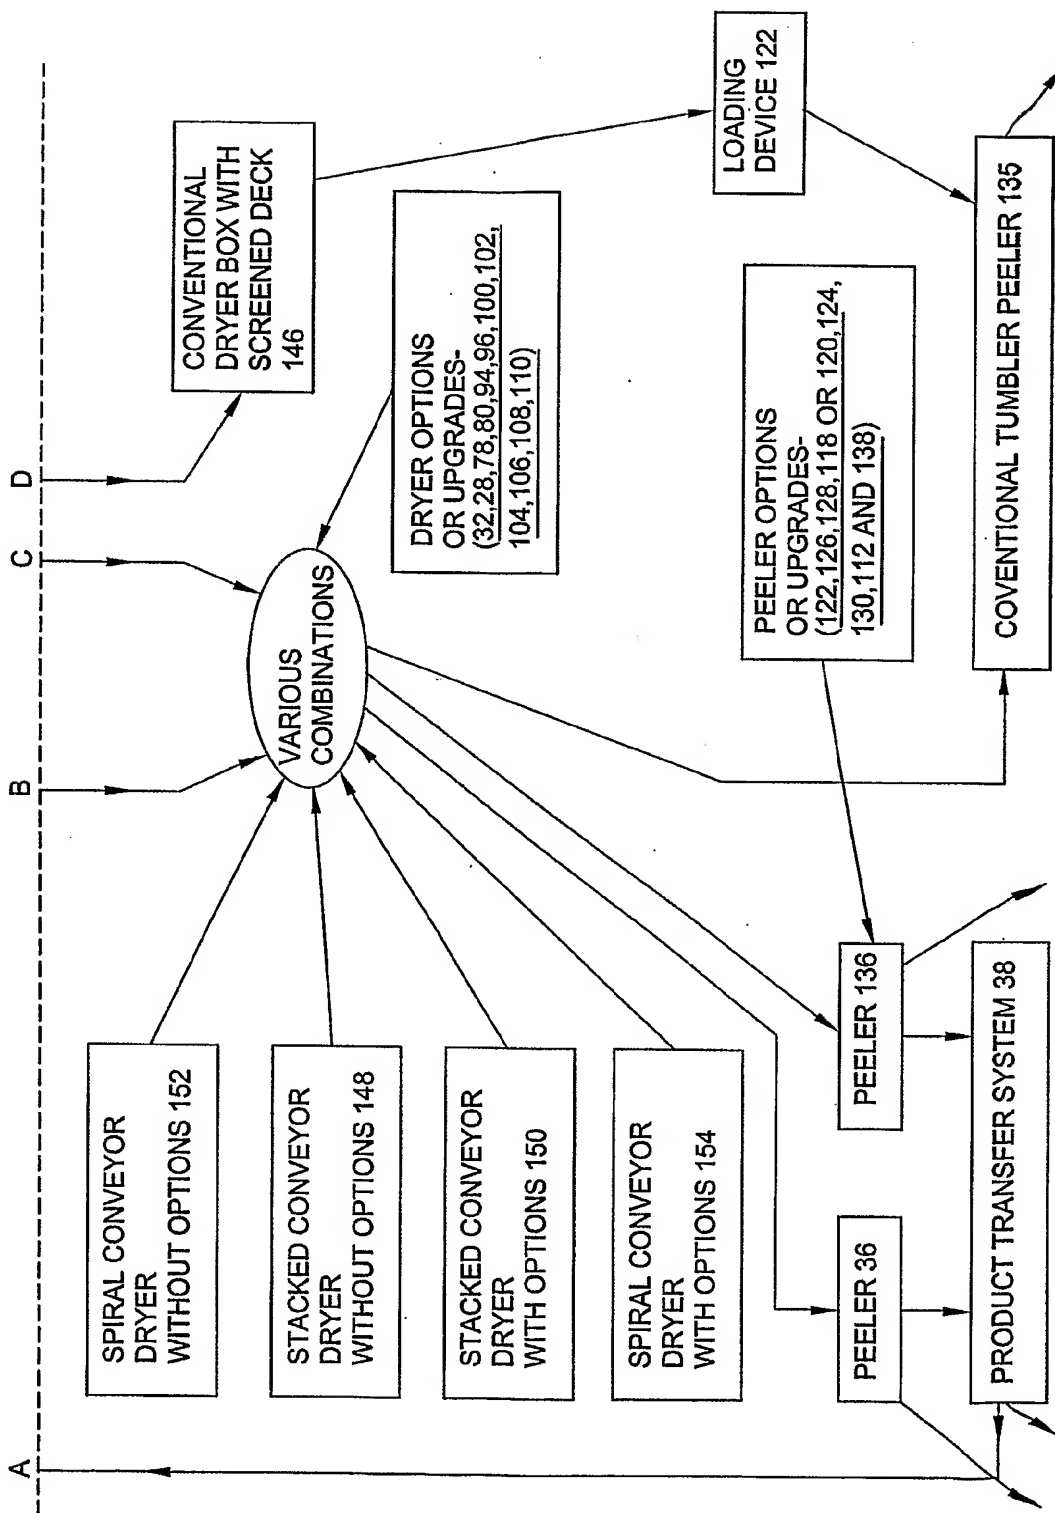 A
B
C
D
SPIRAL CONVEYOR
DRYER
WITHOUT OPTIONS 152
STACKED CONVEYOR
DRYER
WITHOUT OPTIONS 148
STACKED CONVEYOR
DRYER
WITH OPTIONS 150
SPIRAL CONVEYOR
DRYER
WITH OPTIONS 154
VARIOUS
COMBINATIONS
CONVENTIONAL
DRYER BOX WITH
SCREENED DECK
146
DRYER OPTIONS
OR UPGRADES-
(32,28,78,80,94,96,100,102,
104,106,108,110)
LOADING
DEVICE 122
PEELER OPTIONS
OR UPGRADES-
(122,126,128,118 OR 120,124,
130,112 AND 138)
PEELER 36
PEELER 136
PRODUCT TRANSFER SYSTEM 38
COVENTIONAL TUMBLER PEELER 135